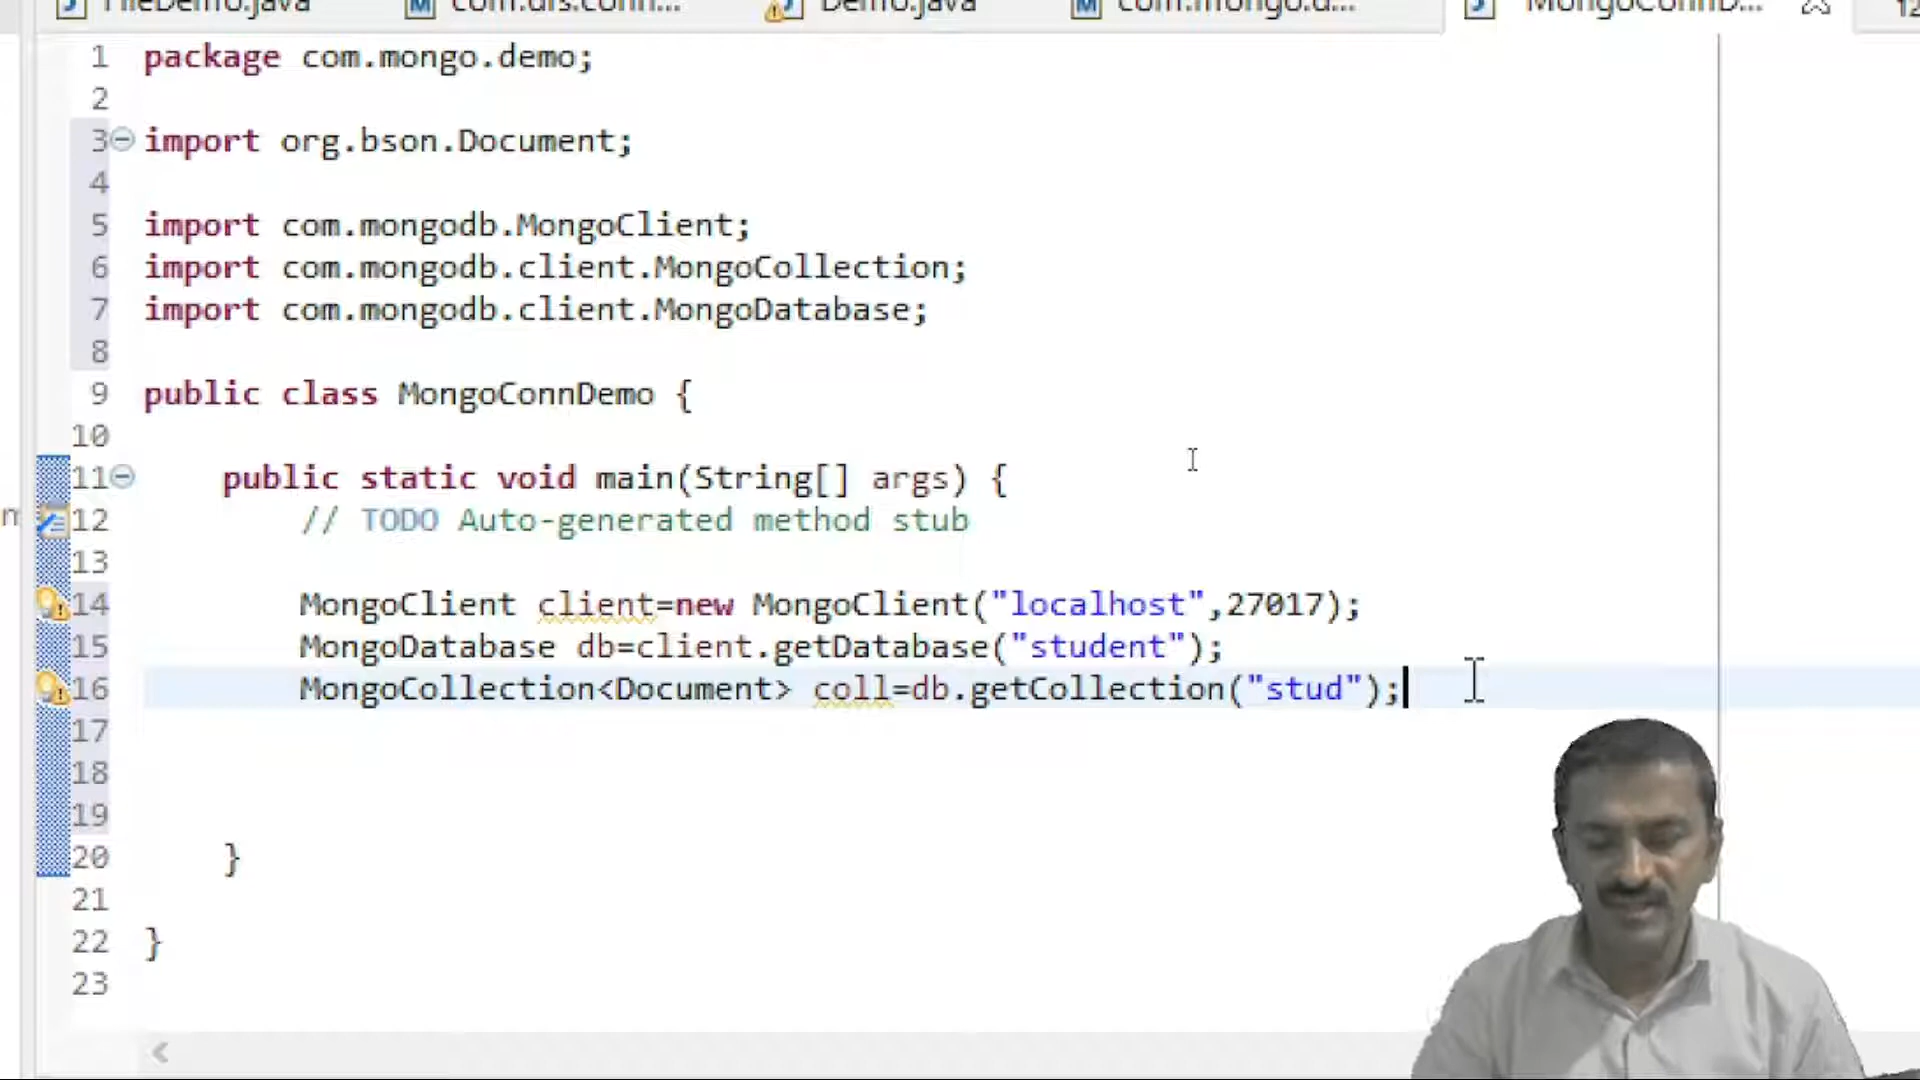 Demo.java
1 package com.mongo.demo;
2
3 import org.bson.Document;
4
5 import com.mongodb.MongoClient;
6 import com.mongodb.client.MongoCollection;
7 import com.mongodb.client.MongoDatabase;
8
9 public class MongoConnDemo {
10
11 public static void main(String[] args) {
12 // TODO Auto-generated method stub
13
14 MongoClient client=new MongoClient("localhost",27017);
15 MongoDatabase db=client.getDatabase("student");
16 MongoCollection<Document> coll=db.getCollection("stud");
17
18
19
20 }
21
22 }
23